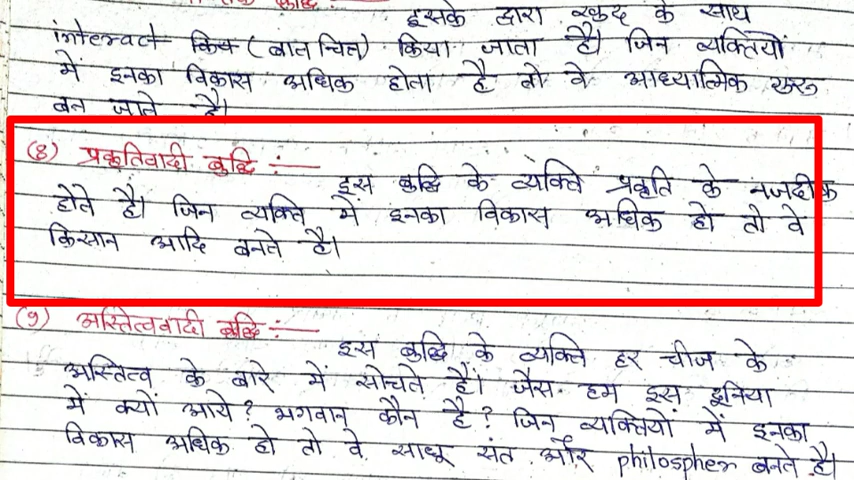 इसके द्वारा खुद के साथ
interact किया (बातचित) किया जाता है। जिन व्यक्तियों
में इनका विकास अधिक होता है तो वे आध्यात्मिक गुरू
बन जाते है।
(8) प्रकृतिवादी बुद्धि :—
इस बुद्धि के व्यक्ति प्रकृति के नजदीक
होते है। जिन व्यक्ति में इनका विकास अधिक हो तो वे
किसान आदि बनते है।
(9) अस्तित्ववादी बुद्धि :—
इस बुद्धि के व्यक्ति हर चीज के
अस्तित्व के बारे में सोचते है। जैसे हम इस दुनिया
में क्यों आये? भगवान कौन है? जिन व्यक्तियों में इनका
विकास अधिक हो तो वे साधू संत और philospher बनते है।